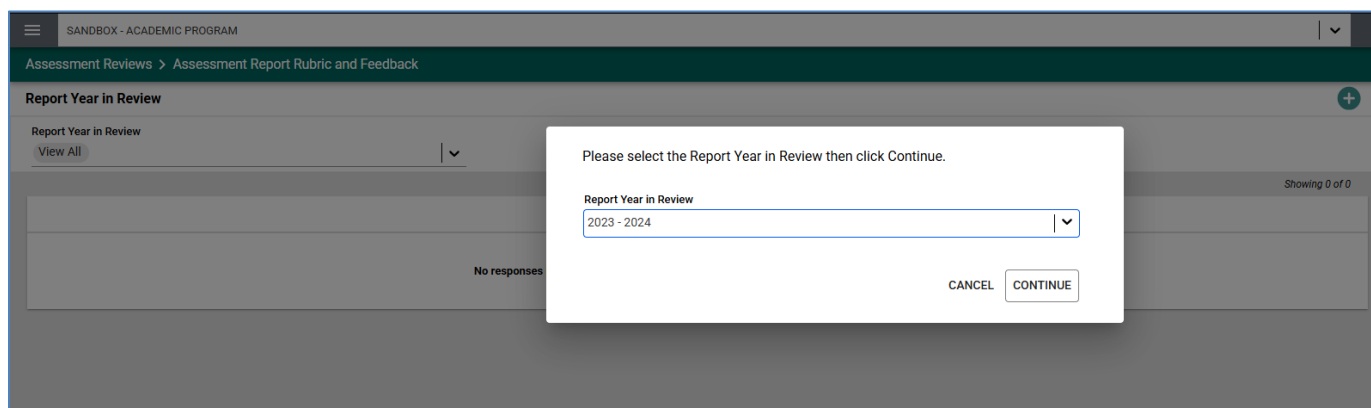 SANDBOX - ACADEMIC PROGRAM
Assessment Reviews > Assessment Report Rubric and Feedback
Report Year in Review
Report Year in Review
View All
Showing 0 of 0
No responses
Please select the Report Year in Review then click Continue.
Report Year in Review
2023 - 2024
CANCEL CONTINUE